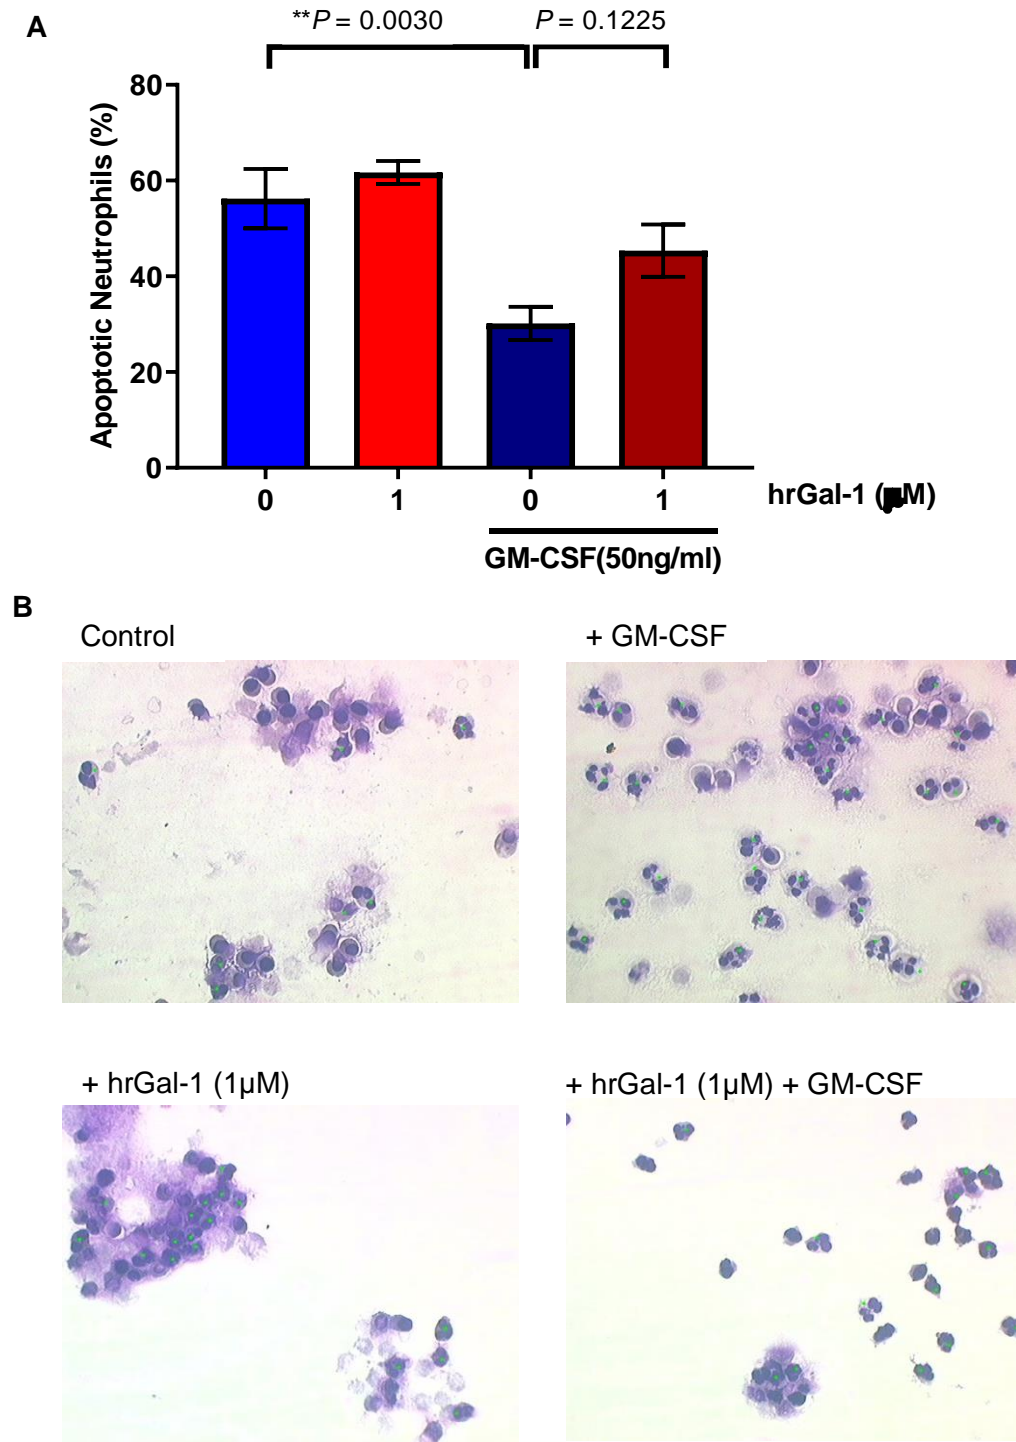 A
**P = 0.0030
P = 0.1225
Apoptotic Neutrophils (%)
80
60
40
20
0
0
1
0
1
hrGal-1 (μM)
GM-CSF(50ng/ml)
B
Control
+ GM-CSF
+ hrGal-1 (1µM)
+ hrGal-1 (1µM) + GM-CSF